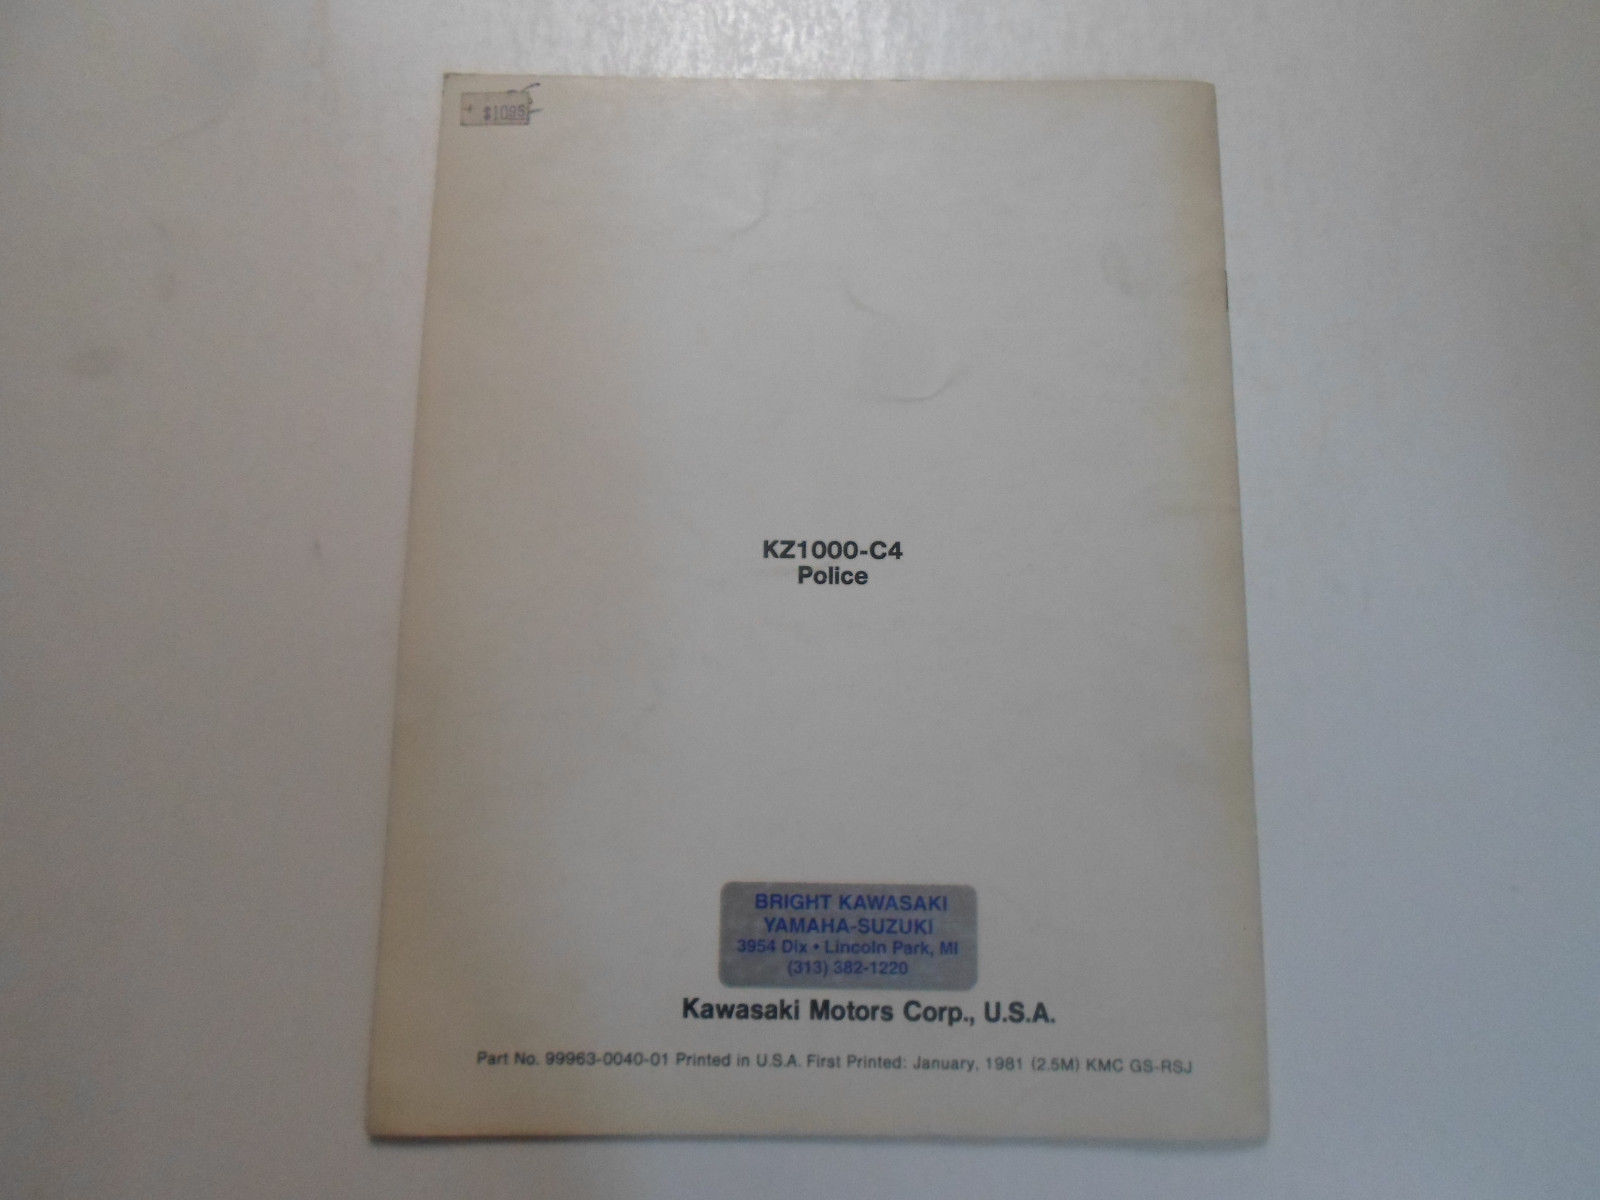 $1095
KZ1000-C4
Police
BRIGHT KAWASAKI
YAMAHA-SUZUKI
3954 Dix • Lincoln Park, MI
(313) 382-1220
Kawasaki Motors Corp., U.S.A.
Part No. 99963-0040-01 Printed in U.S.A. First Printed: January, 1981 (2.5M) KMC GS-RSJ